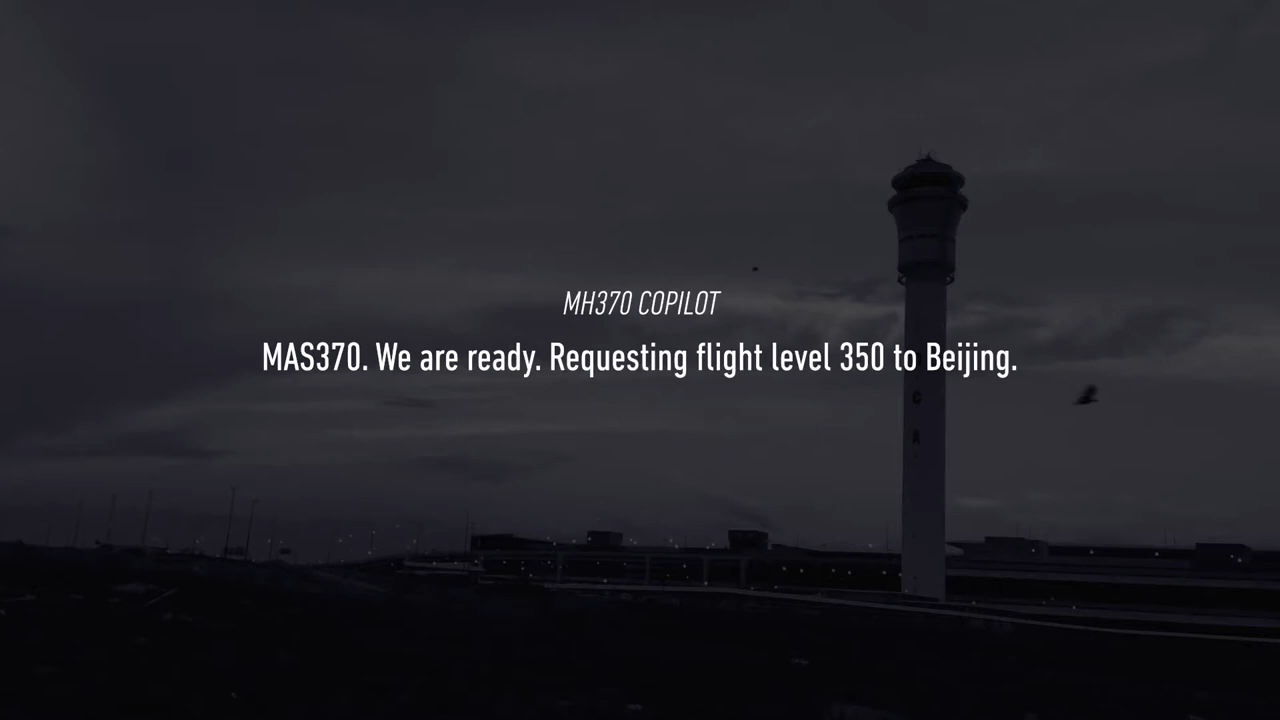 MH370 COPILOT
MAS370. We are ready. Requesting flight level 350 to Beijing.